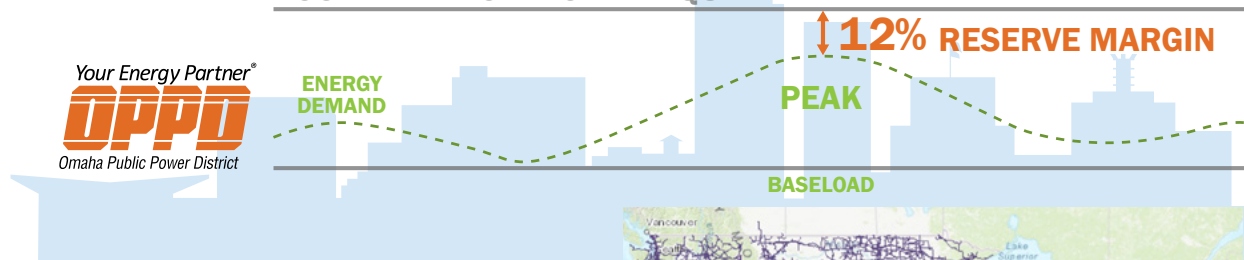 12% RESERVE MARGIN
Your Energy Partner®
OPPD
Omaha Public Power District
ENERGY
DEMAND
PEAK
BASELOAD
Vancouver
Lake
Superior